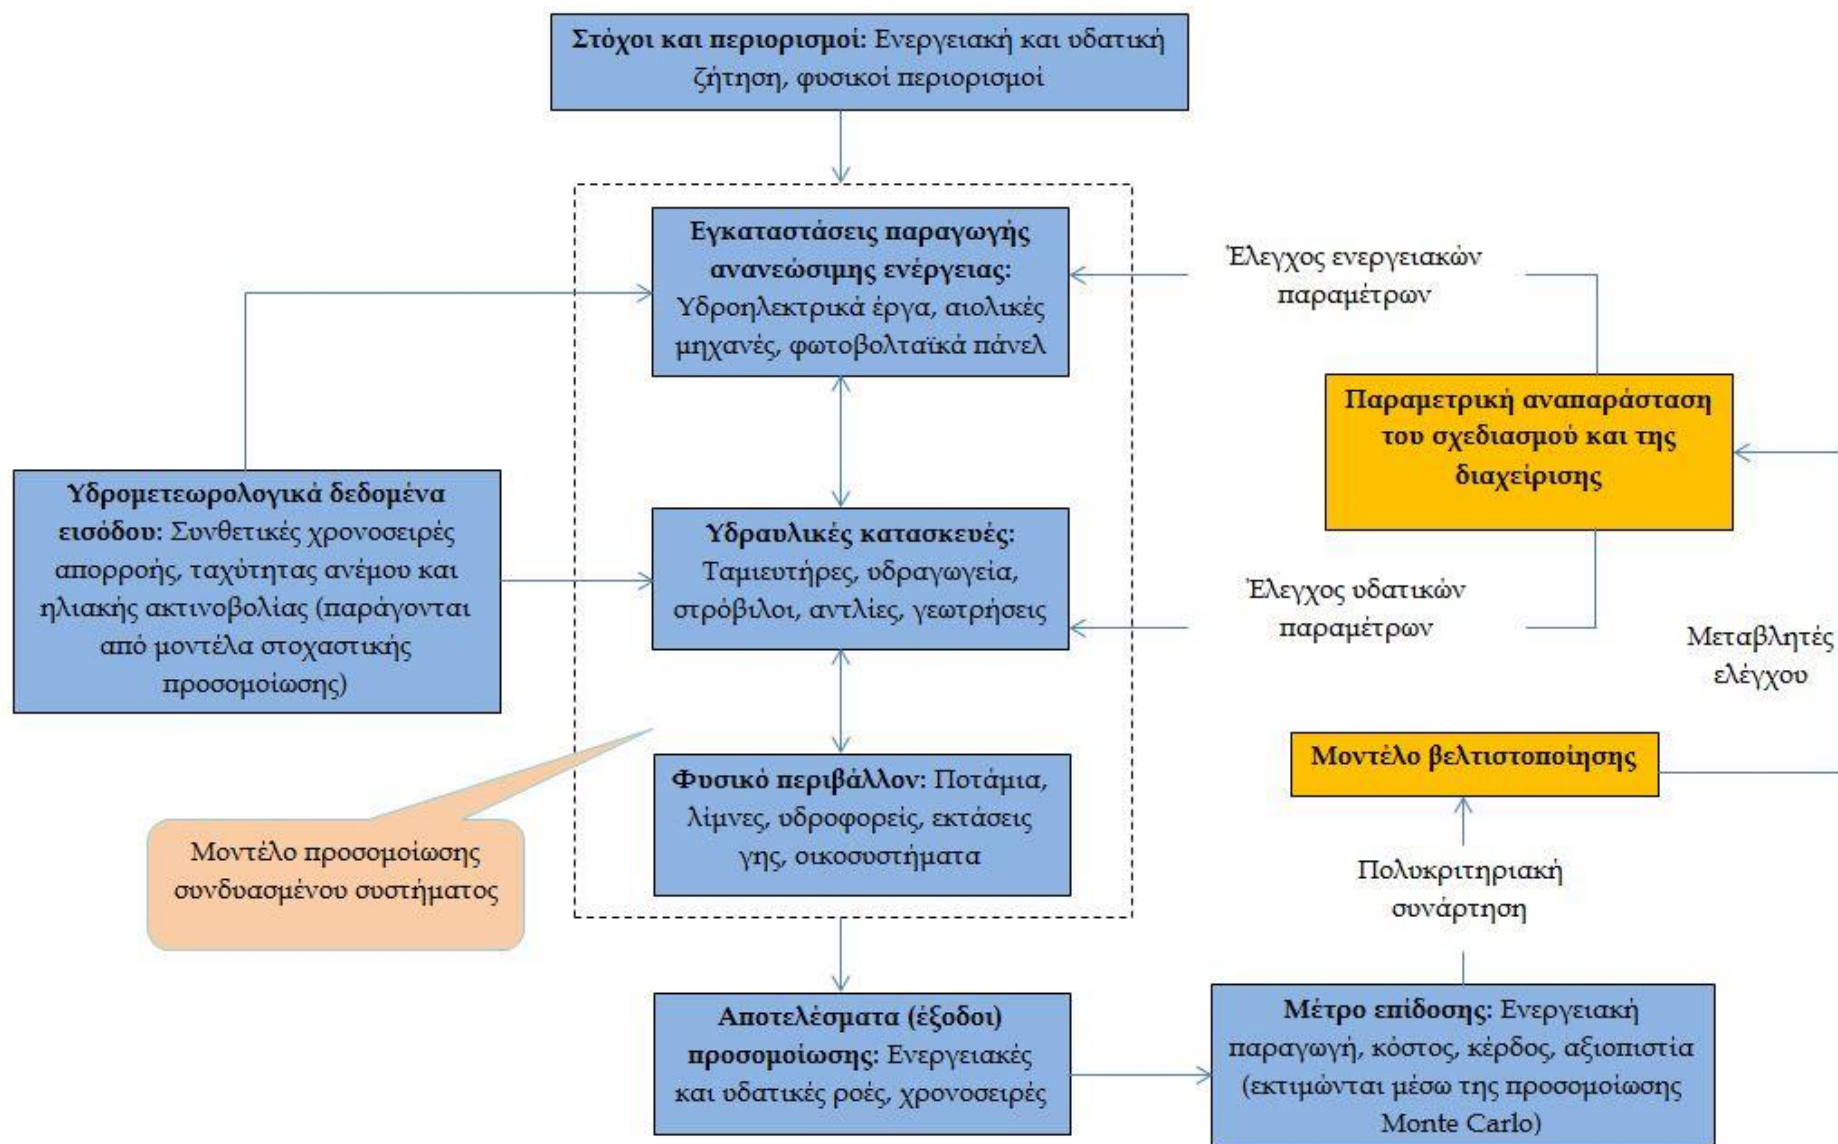 Στόχοι και περιορισμοί: Ενεργειακή και υδατική
ζήτηση, φυσικοί περιορισμοί
Εγκαταστάσεις παραγωγής
ανανεώσιμης ενέργειας:
Υδροηλεκτρικά έργα, αιολικές
μηχανές, φωτοβολταϊκά πάνελ
Έλεγχος ενεργειακών
παραμέτρων
Παραμετρική αναπαράσταση
του σχεδιασμού και της
διαχείρισης
Υδρομετεωρολογικά δεδομένα
εισόδου: Συνθετικές χρονοσειρές
απορροής, ταχύτητας ανέμου και
ηλιακής ακτινοβολίας (παράγονται
από μοντέλα στοχαστικής
προσομοίωσης)
Υδραυλικές κατασκευές:
Ταμιευτήρες, υδραγωγεία,
στρόβιλοι, αντλίες, γεωτρήσεις
Έλεγχος υδατικών
παραμέτρων
Μεταβλητές
ελέγχου
Φυσικό περιβάλλον: Ποτάμια,
λίμνες, υδροφορείς, εκτάσεις
γης, οικοσυστήματα
Μοντέλο βελτιστοποίησης
Μοντέλο προσομοίωσης
συνδυασμένου συστήματος
Πολυκριτηριακή
συνάρτηση
Αποτελέσματα (έξοδοι)
προσομοίωσης: Ενεργειακές
και υδατικές ροές, χρονοσειρές
Μέτρο επίδοσης: Ενεργειακή
παραγωγή, κόστος, κέρδος, αξιοπιστία
(εκτιμώνται μέσω της προσομοίωσης
Monte Carlo)